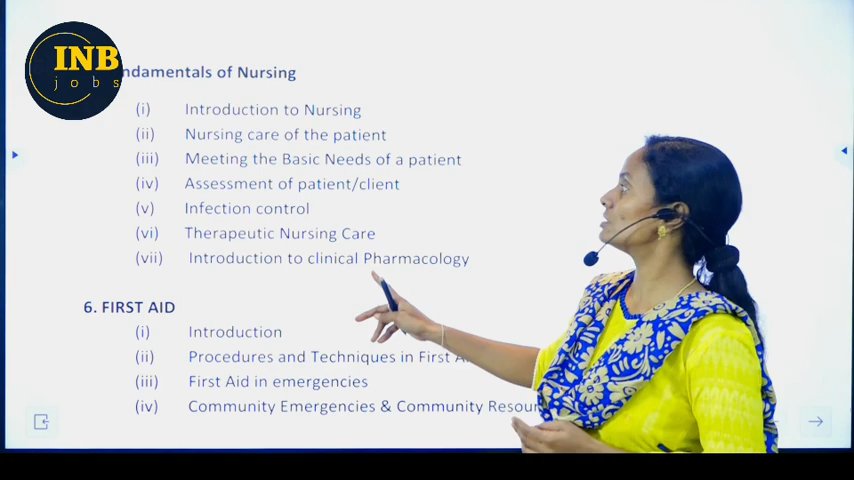 INB
jobs
ndamentals of Nursing
(i) Introduction to Nursing
(ii) Nursing care of the patient
(iii) Meeting the Basic Needs of a patient
(iv) Assessment of patient/client
(v) Infection control
(vi) Therapeutic Nursing Care
(vii) Introduction to clinical Pharmacology
6. FIRST AID
(i) Introduction
(ii) Procedures and Techniques in First
(iii) First Aid in emergencies
(iv) Community Emergencies & Community